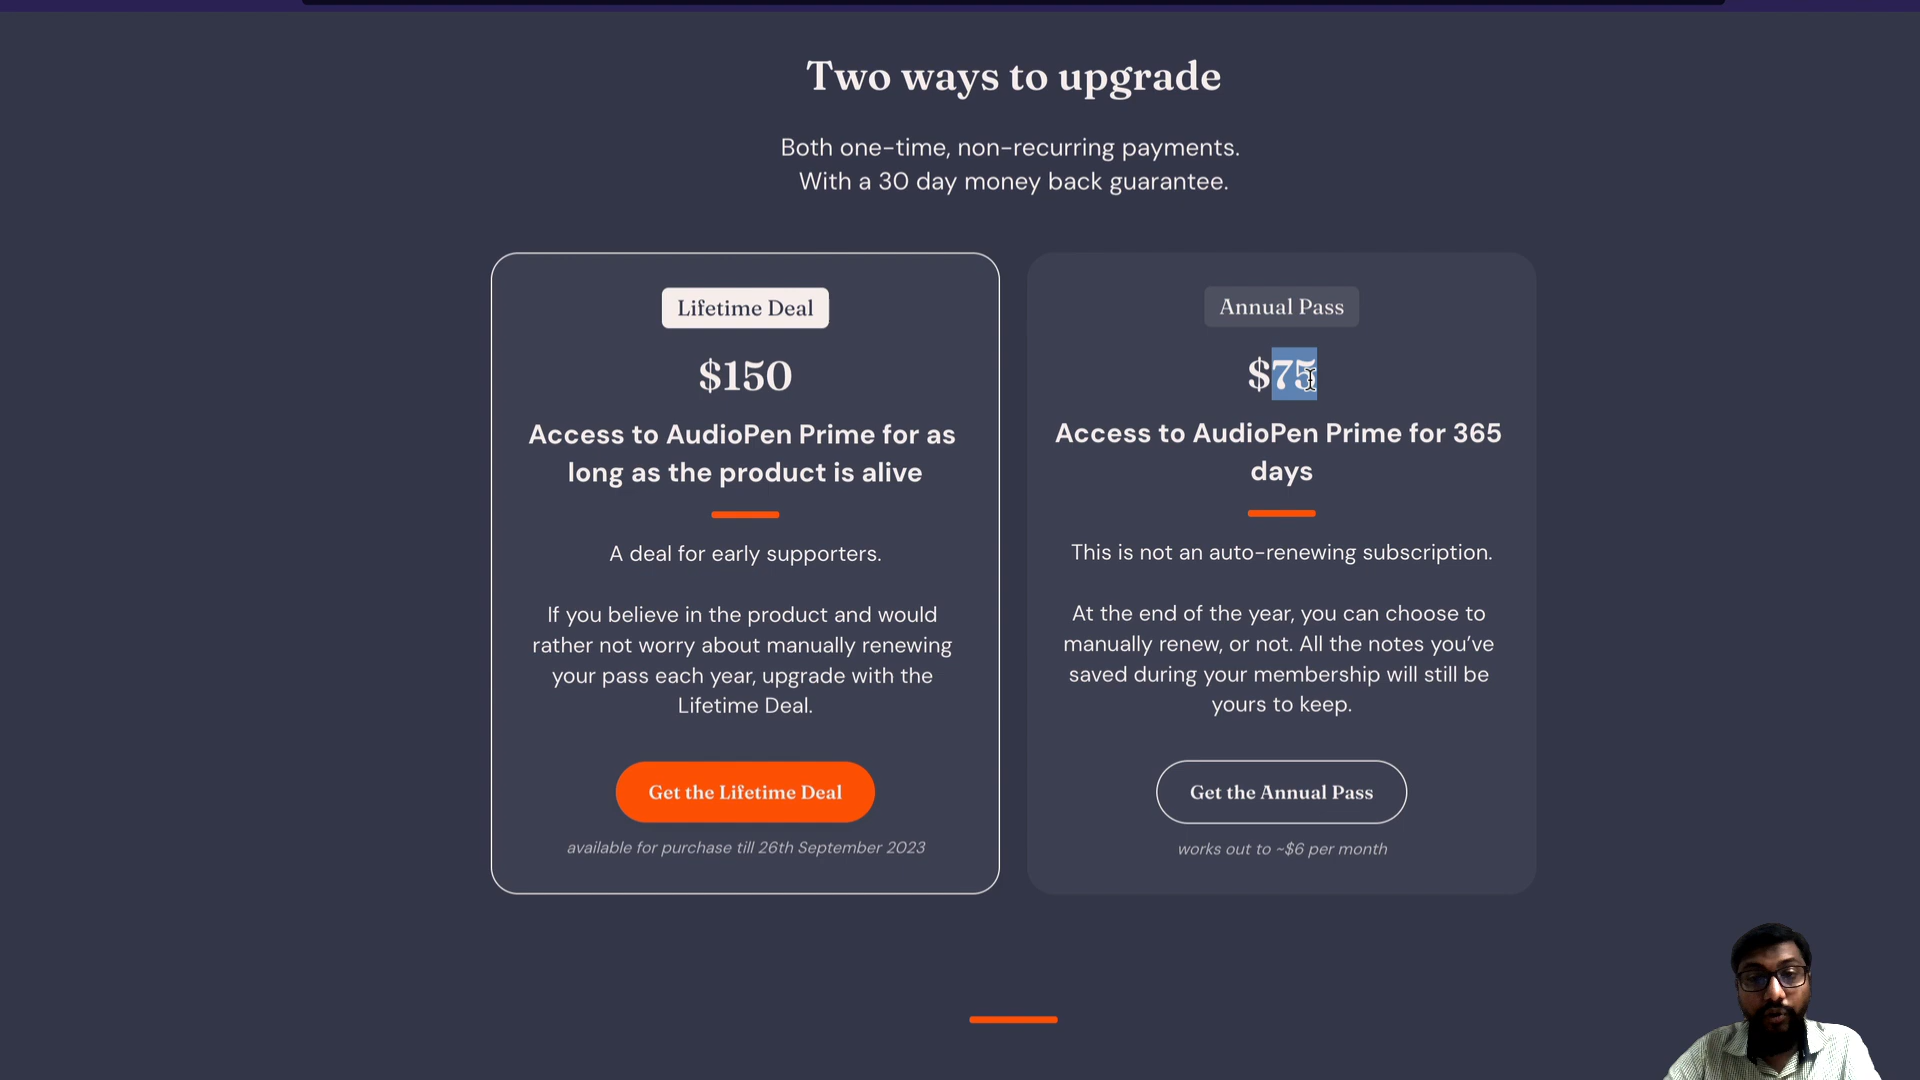 Two ways to upgrade
Both one-time, non-recurring payments.
With a 30 day money back guarantee.
Lifetime Deal
$150
Access to AudioPen Prime for as
long as the product is alive
A deal for early supporters.
If you believe in the product and would
rather not worry about manually renewing
your pass each year, upgrade with the
Lifetime Deal.
Get the Lifetime Deal
available for purchase till 26th September 2023
Annual Pass
$75
Access to AudioPen Prime for 365
days
This is not an auto-renewing subscription.
At the end of the year, you can choose to
manually renew, or not. All the notes you’ve
saved during your membership will still be
yours to keep.
Get the Annual Pass
works out to ~$6 per month